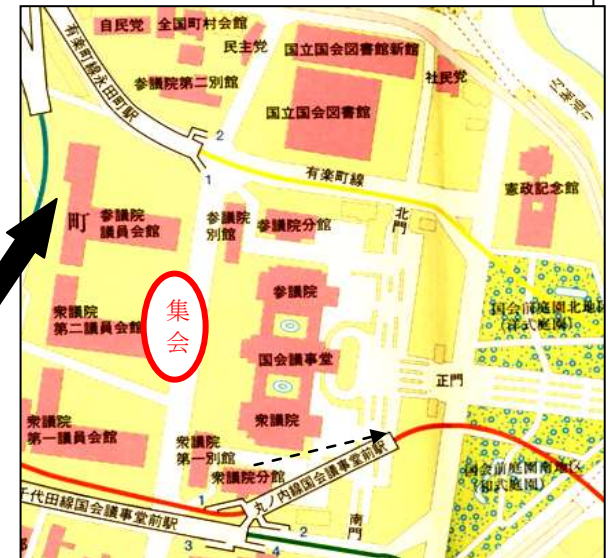 自民党 全国町村会館
民主党 国立国会図書館新館
社民党
参議院第二別館
有楽町線永田町駅
国立国会図書館
内堀通り
2
1
有楽町線
憲政記念館
北門
町
参議院
議員会館
参議院
別館
参議院分館
集会
参議院
衆議院
第二議員会館
国会前庭園北地区
(洋式庭園)
国会議事堂
正門
衆議院
衆議院
第一議員会館
衆議院
第一別館
衆議院分館
国会前庭園南地区
(和式庭園)
丸ノ内線国会議事堂前駅
千代田線国会議事堂前駅
1
2
3
4
南門